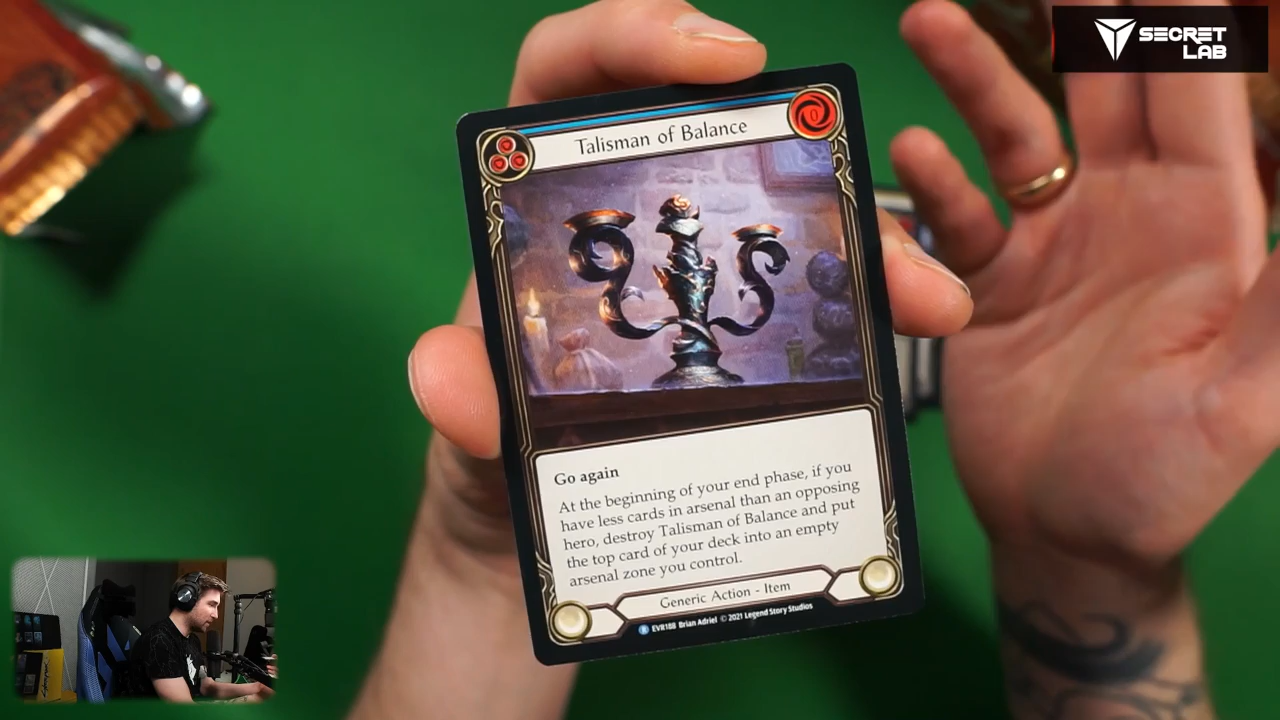 SECRET
LAB
Talisman of Balance
0
Go again
At the beginning of your end phase, if you
have less cards in arsenal than an opposing
hero, destroy Talisman of Balance and put
the top card of your deck into an empty
arsenal zone you control.
Generic Action - Item
R EVR188 Brian Adriel © 2021 Legend Story Studios